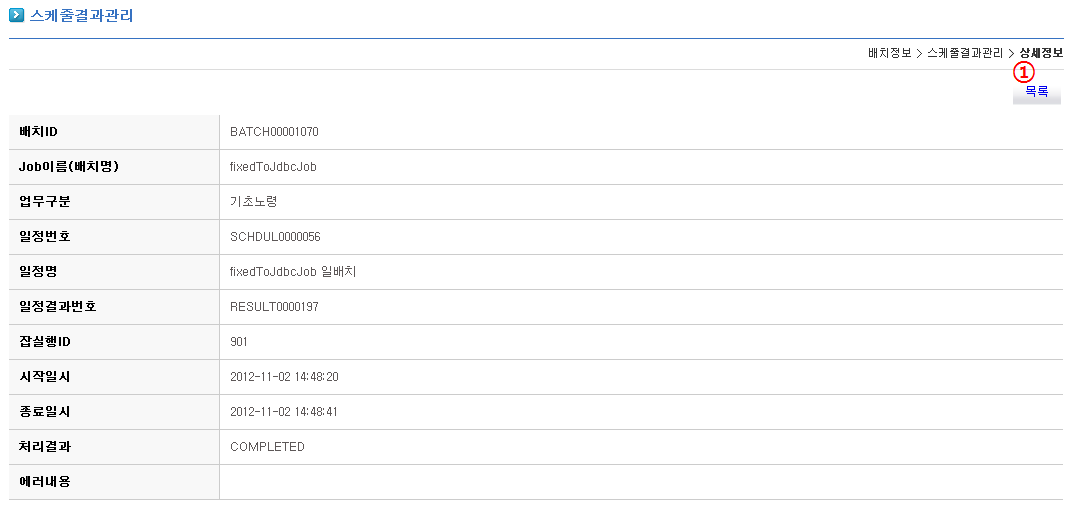 스케줄결과관리
배치정보 > 스케줄결과관리 > 상세정보
①
목록
배치ID BATCH00001070
Job이름(배치명) fixedToJdbcJob
업무구분 기초노령
일정번호 SCHDUL0000056
일정명 fixedToJdbcJob 일배치
일정결과번호 RESULT0000197
잡실행ID 901
시작일시 2012-11-02 14:48:20
종료일시 2012-11-02 14:48:41
처리결과 COMPLETED
에러내용